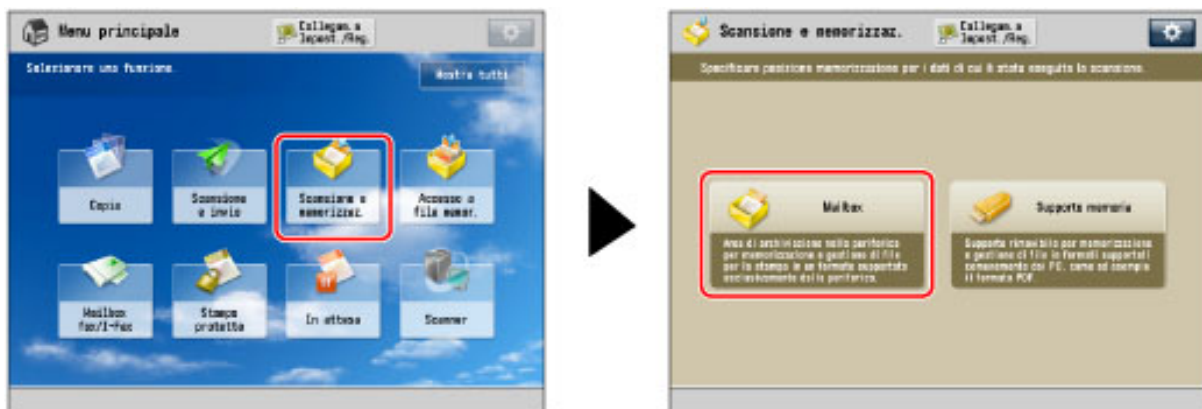 Menu principale
Collegam.a
Impost./Reg.
Selezionare una funzione.
Mostra tutti
Copia
Scansione
e invio
Scansione e
memorizzaz.
Accesso a
file memor.
Mailbox
fax/I-Fax
Stampa
protetta
In attesa
Scanner
Scansione e memorizzaz.
Collegam.a
Impost./Reg.
Specificare posizione memorizzazione per i dati di cui è stata eseguita la scansione.
Mailbox
Area di archiviazione nella periferica
per memorizzazione e gestione di file
per la stampa in un formato supportato
esclusivamente dalla periferica.
Supporto memoria
Supporto rimovibile per memorizzazione
e gestione di file in formati supportati
comunemente dai PC, come ad esempio
il formato PDF.